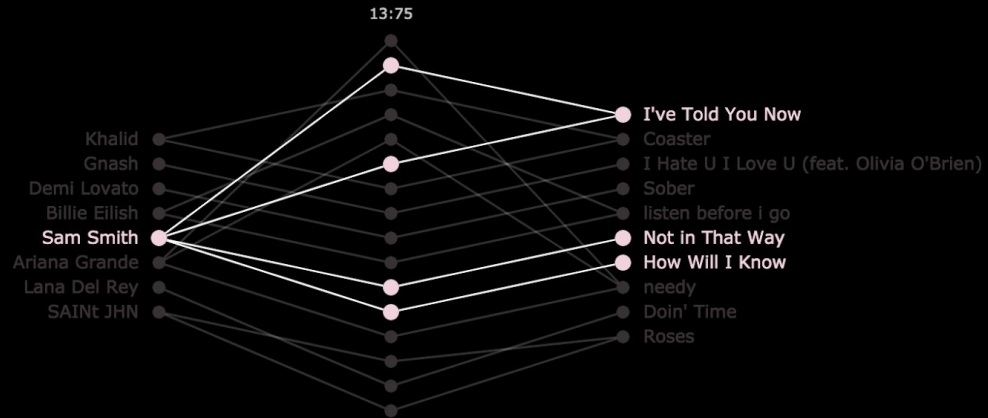 13:75
Khalid
Gnash
Demi Lovato
Billie Eilish
Sam Smith
Ariana Grande
Lana Del Rey
SAINt JHN
I've Told You Now
Coaster
I Hate U I Love U (feat. Olivia O'Brien)
Sober
listen before i go
Not in That Way
How Will I Know
needy
Doin' Time
Roses